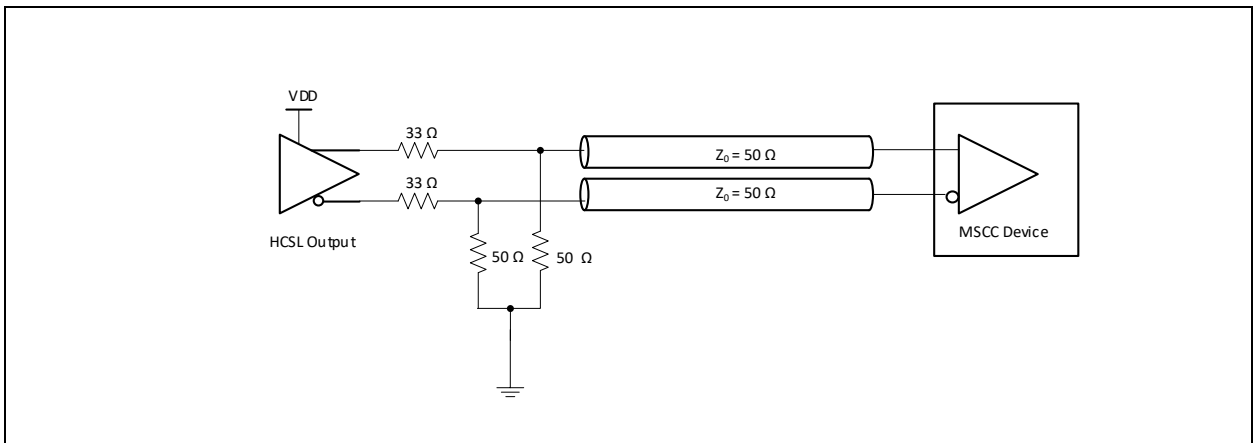 VDD
33 Ω
Z0 = 50 Ω
33 Ω
Z0 = 50 Ω
HCSL Output
MSCC Device
50 Ω
50 Ω